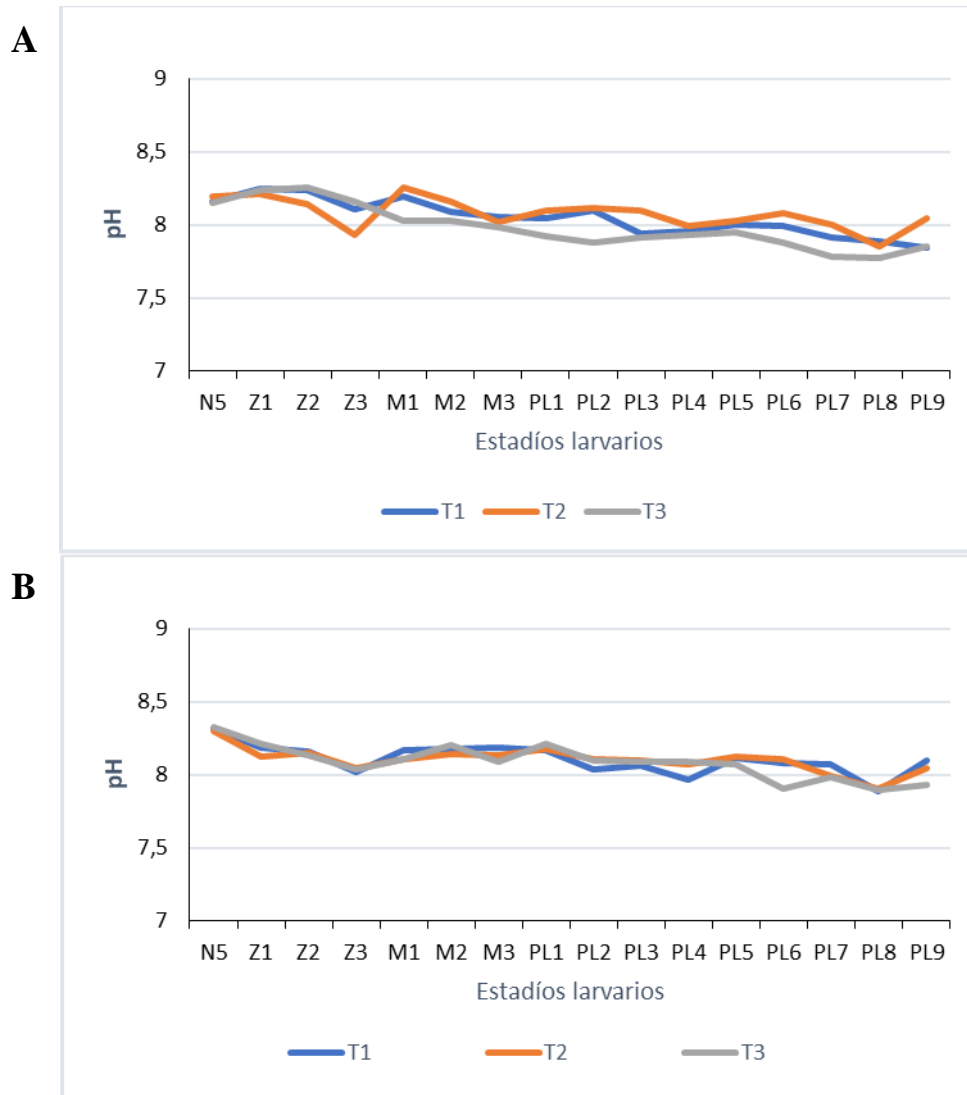 A
9
8,5
8
7,5
7
pH
N5 Z1 Z2 Z3 M1 M2 M3 PL1 PL2 PL3 PL4 PL5 PL6 PL7 PL8 PL9
Estadíos larvarios
T1 T2 T3
B
9
8,5
8
7,5
7
pH
N5 Z1 Z2 Z3 M1 M2 M3 PL1 PL2 PL3 PL4 PL5 PL6 PL7 PL8 PL9
Estadíos larvarios
T1 T2 T3